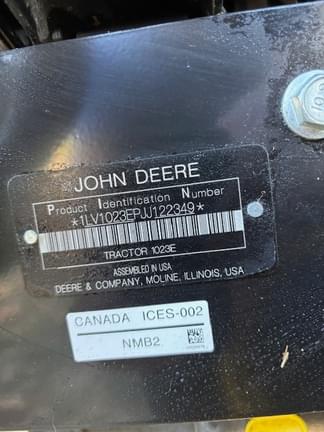 JOHN DEERE
Product Identification Number
*1LV1023EPJJ122349*
TRACTOR 1023E
ASSEMBLED IN USA
DEERE & COMPANY, MOLINE, ILLINOIS, USA
CANADA ICES-002
NMB2